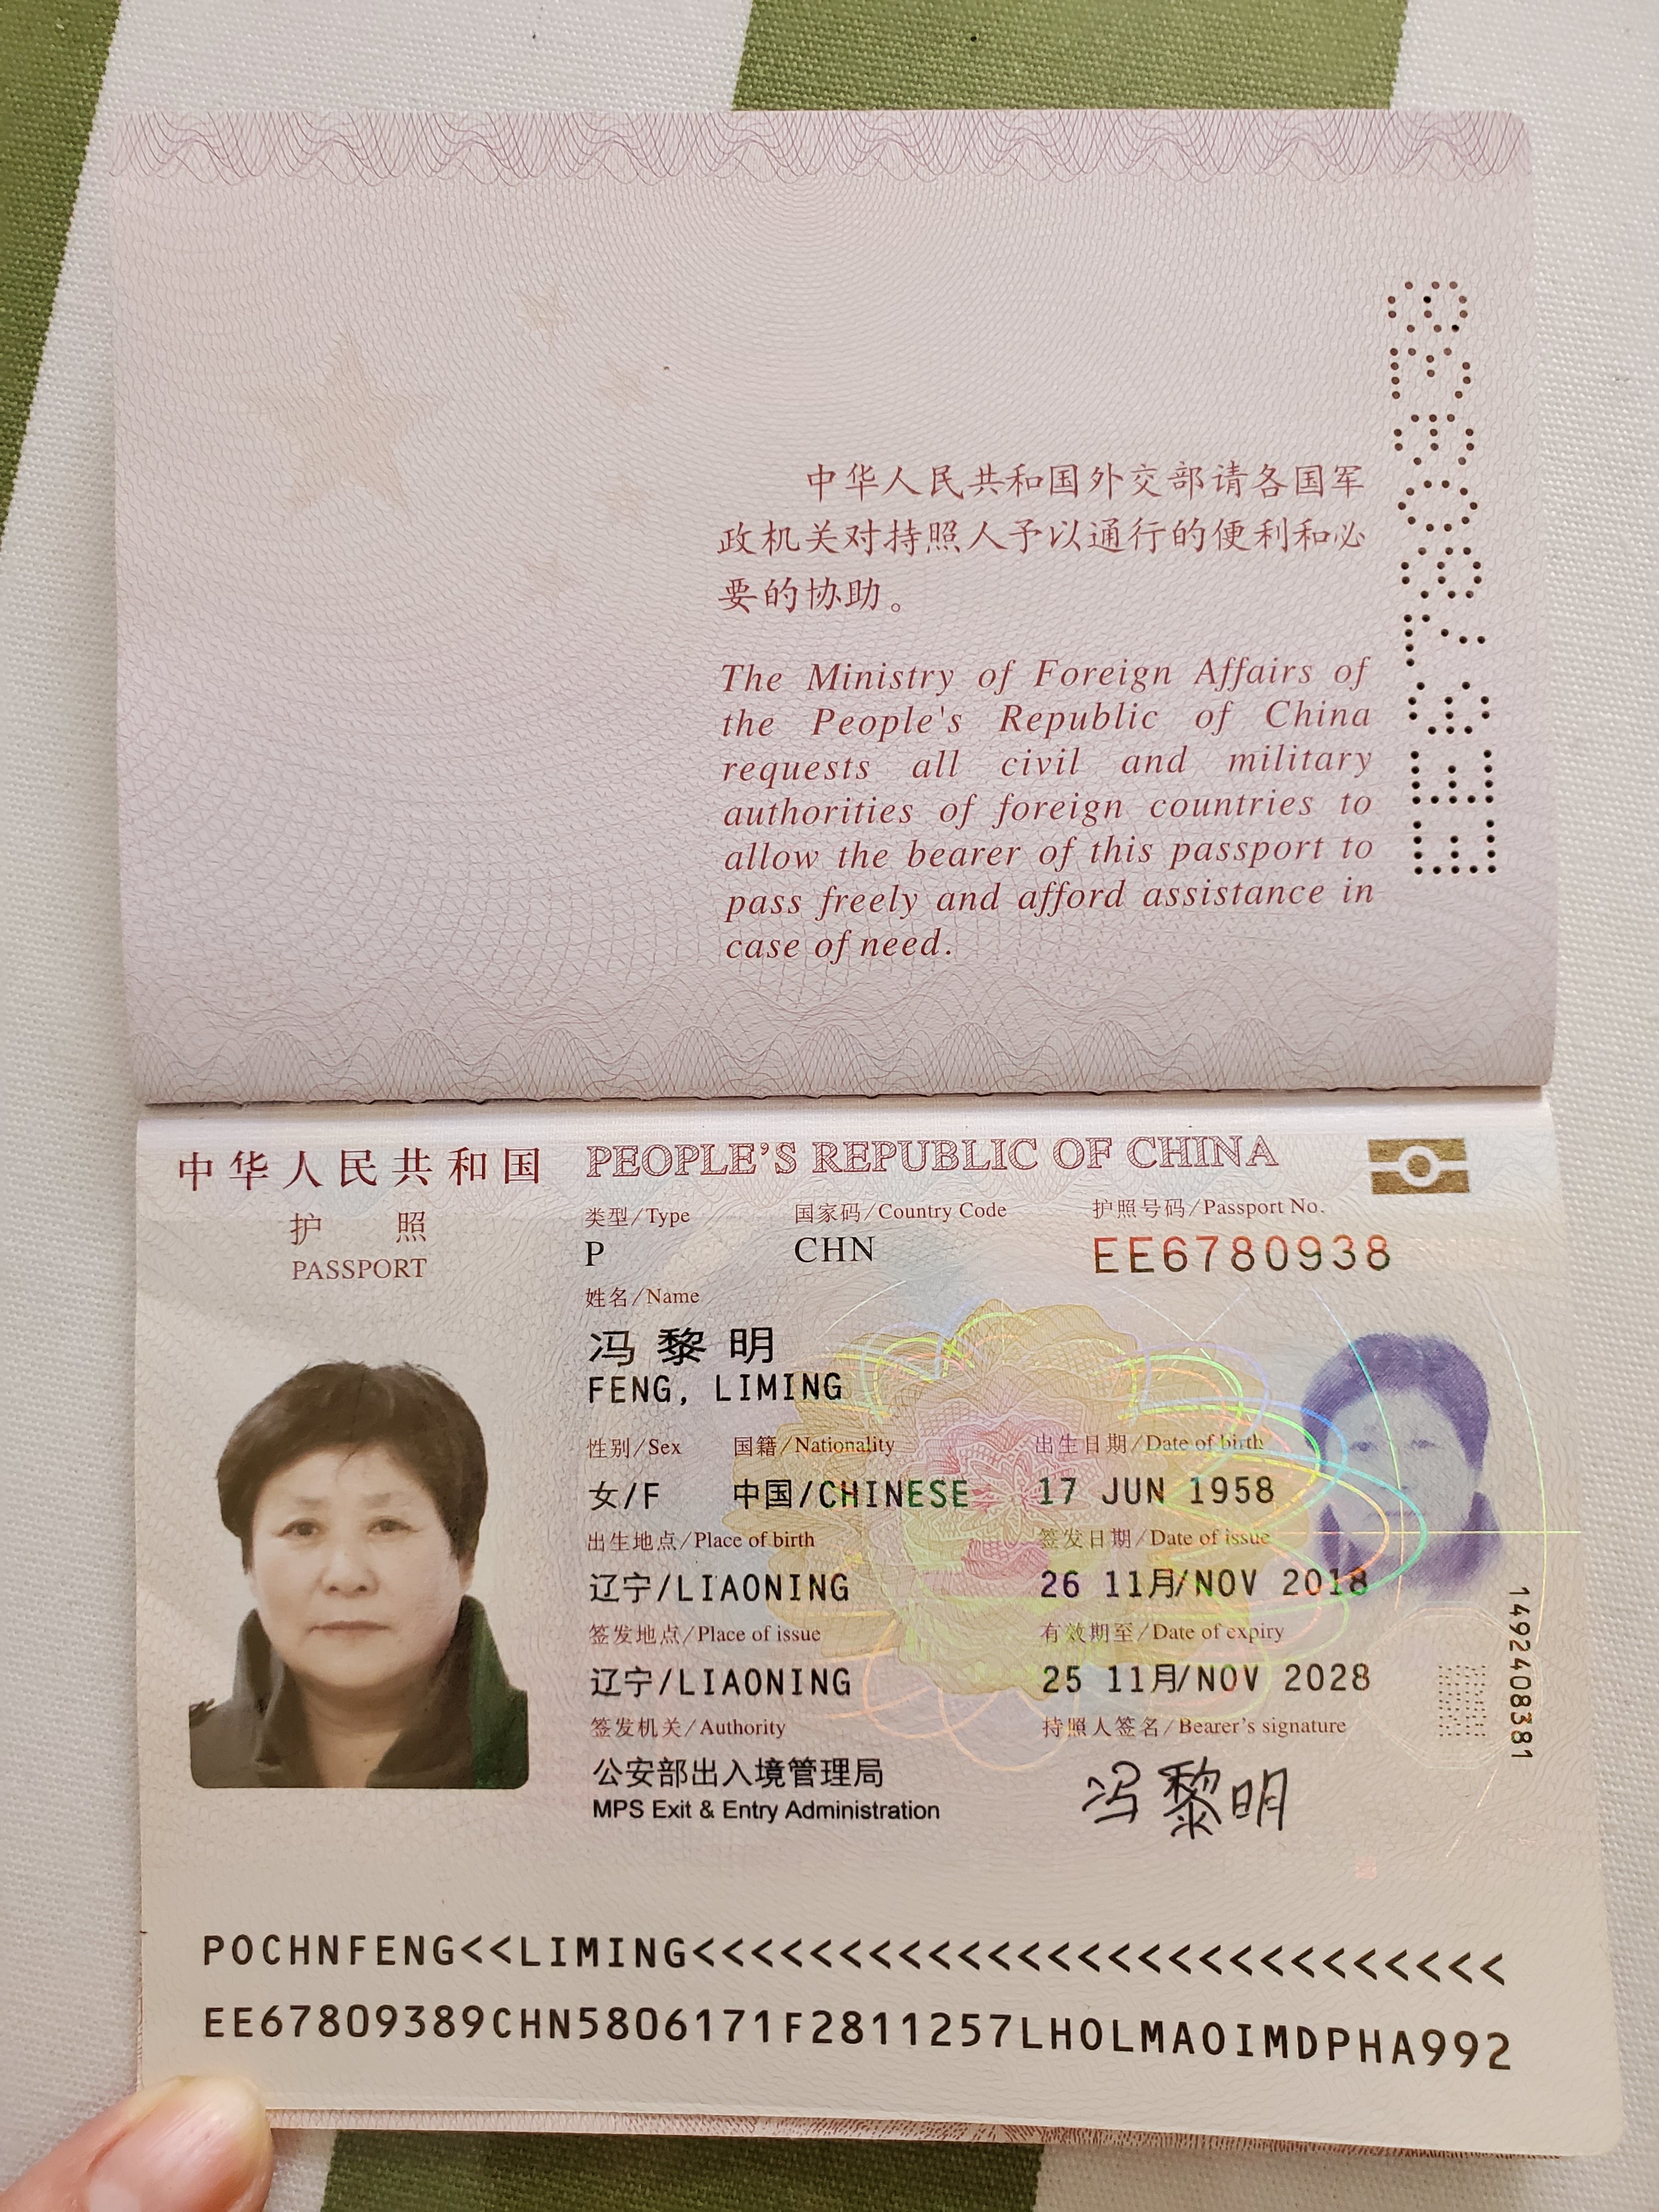 中华人民共和国外交部请各国军
政机关对持照人予以通行的便利和必
要的协助。
The Ministry of Foreign Affairs of
the People's Republic of China
requests all civil and military
authorities of foreign countries to
allow the bearer of this passport to
pass freely and afford assistance in
case of need.
EE6780938
中华人民共和国 PEOPLE'S REPUBLIC OF CHINA
护照
PASSPORT
类型/Type 国家码/Country Code 护照号码/Passport No.
P CHN EE6780938
姓名/Name
冯黎明
FENG, LIMING
性别/Sex 国籍/Nationality 出生日期/Date of birth
女/F 中国/CHINESE 17 JUN 1958
出生地点/Place of birth 签发日期/Date of issue
辽宁/LIAONING 26 11月/NOV 2018
签发地点/Place of issue 有效期至/Date of expiry
辽宁/LIAONING 25 11月/NOV 2028
签发机关/Authority 持照人签名/Bearer's signature
公安部出入境管理局 冯黎明
MPS Exit & Entry Administration
1492408381
POCHNFENG<<LIMING<<<<<<<<<<<<<<<<<<<<<<<<<<<
EE67809389CHN5806171F2811257LHOLMAOIMDPHA992